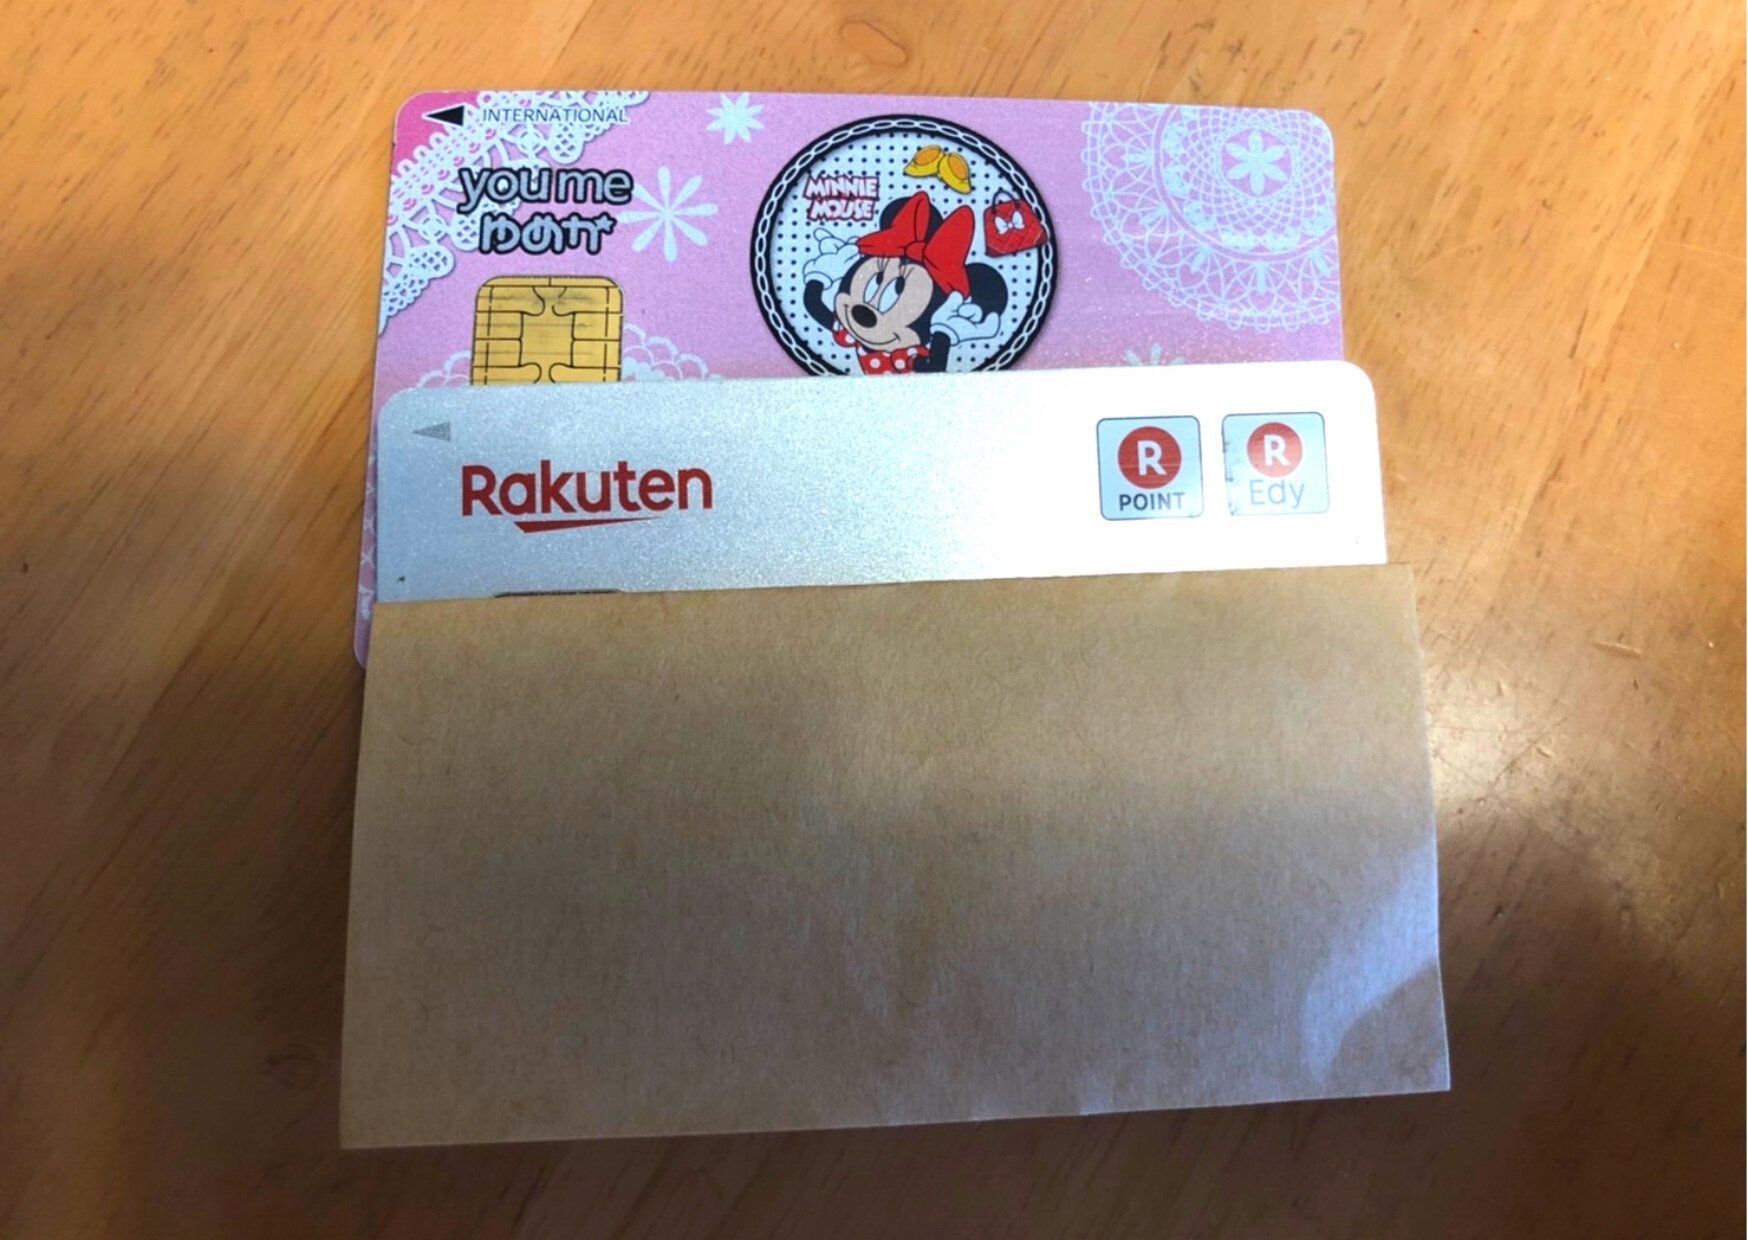 INTERNATIONAL
youme
ゆめか
MINNIE
MOUSE
Rakuten
R
POINT
R
Edy